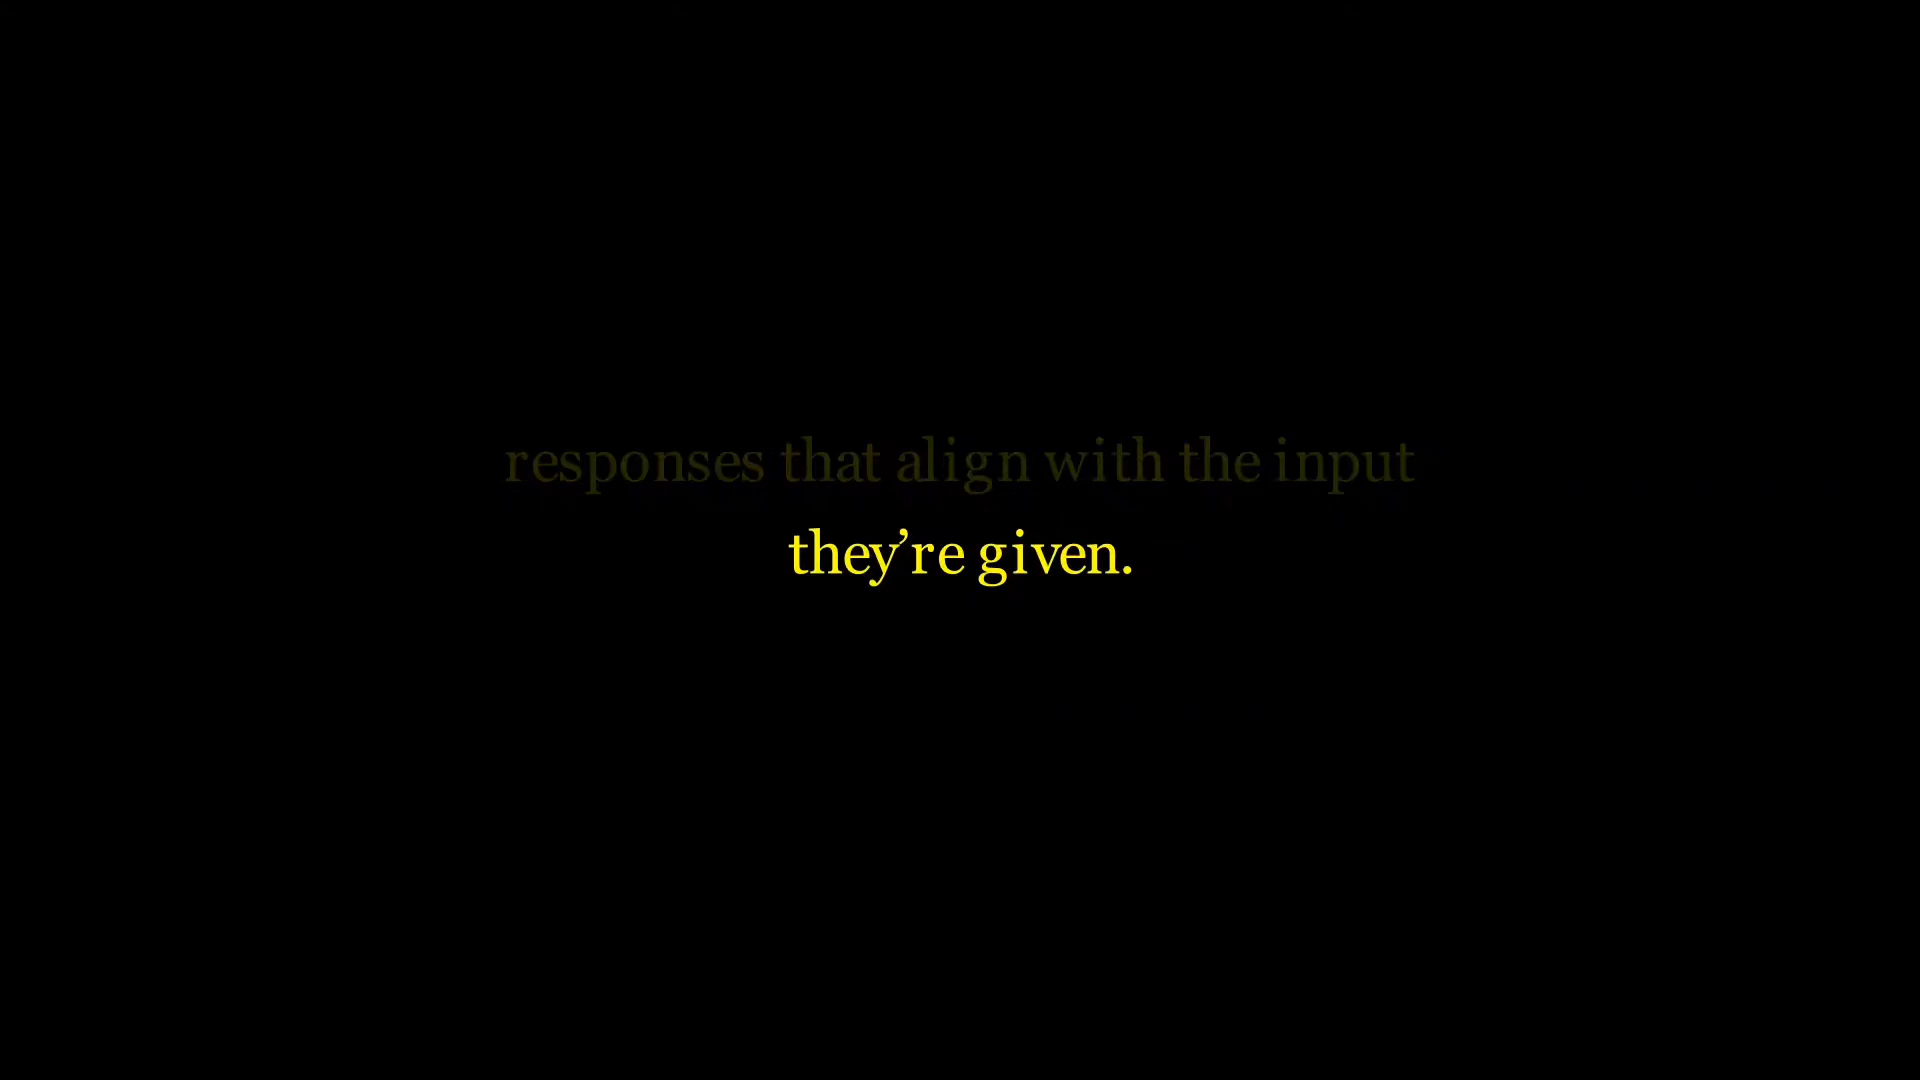 responses that align with the input
they’re given.